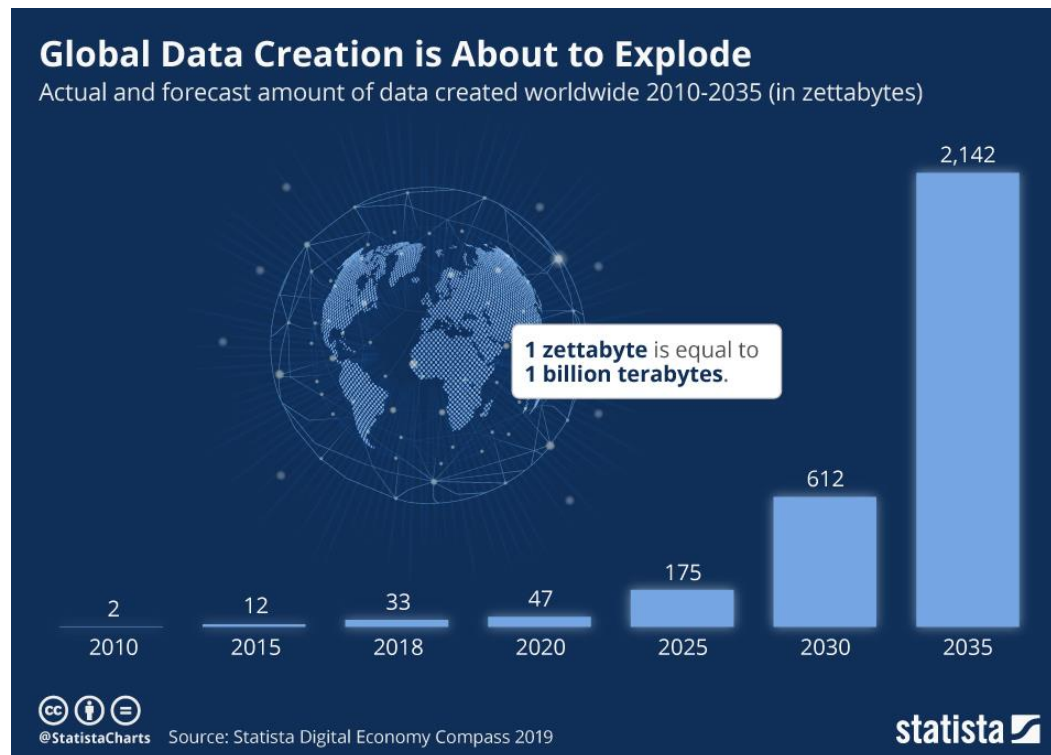 Global Data Creation is About to Explode
Actual and forecast amount of data created worldwide 2010-2035 (in zettabytes)
2,142
1 zettabyte is equal to
1 billion terabytes.
612
175
47
33
12
2
2010 2015 2018 2020 2025 2030 2035
cc
@StatistaCharts Source: Statista Digital Economy Compass 2019
statista